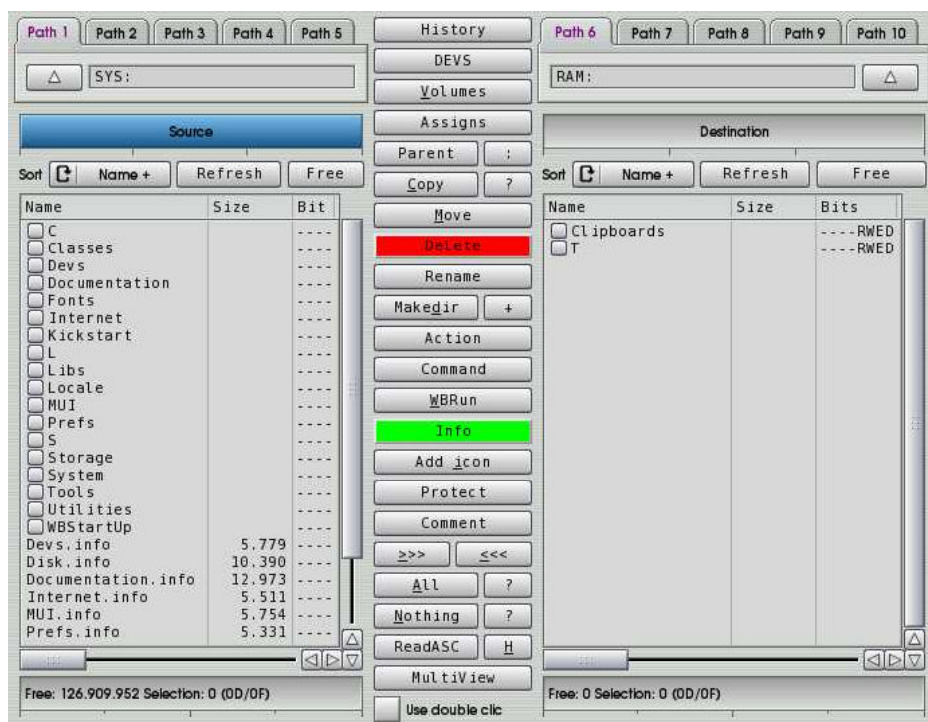 Path 1 Path 2 Path 3 Path 4 Path 5
SYS:
Source
Sort Name + Refresh Free
Name Size Bit
C ----
Classes ----
Devs ----
Documentation ----
Fonts ----
Internet ----
Kickstart ----
L ----
Libs ----
Locale ----
MUI ----
Prefs ----
S ----
Storage ----
System ----
Tools ----
Utilities ----
WBStartUp ----
Devs.info 5.779 ----
Disk.info 10.390 ----
Documentation.info 12.973 ----
Internet.info 5.511 ----
MUI.info 5.754 ----
Prefs.info 5.331 ----
Free: 126.909.952 Selection: 0 (0D/0F)
History
DEVS
Volumes
Assigns
Parent :
Copy ?
Move
Delete
Rename
Makedir +
Action
Command
WBRun
Info
Add icon
Protect
Comment
>>> <<<
All ?
Nothing ?
ReadASC H
MultiView
Use double clic
Path 6 Path 7 Path 8 Path 9 Path 10
RAM:
Destination
Sort Name + Refresh Free
Name Size Bits
Clipboards ----RWED
T ----RWED
Free: 0 Selection: 0 (0D/0F)